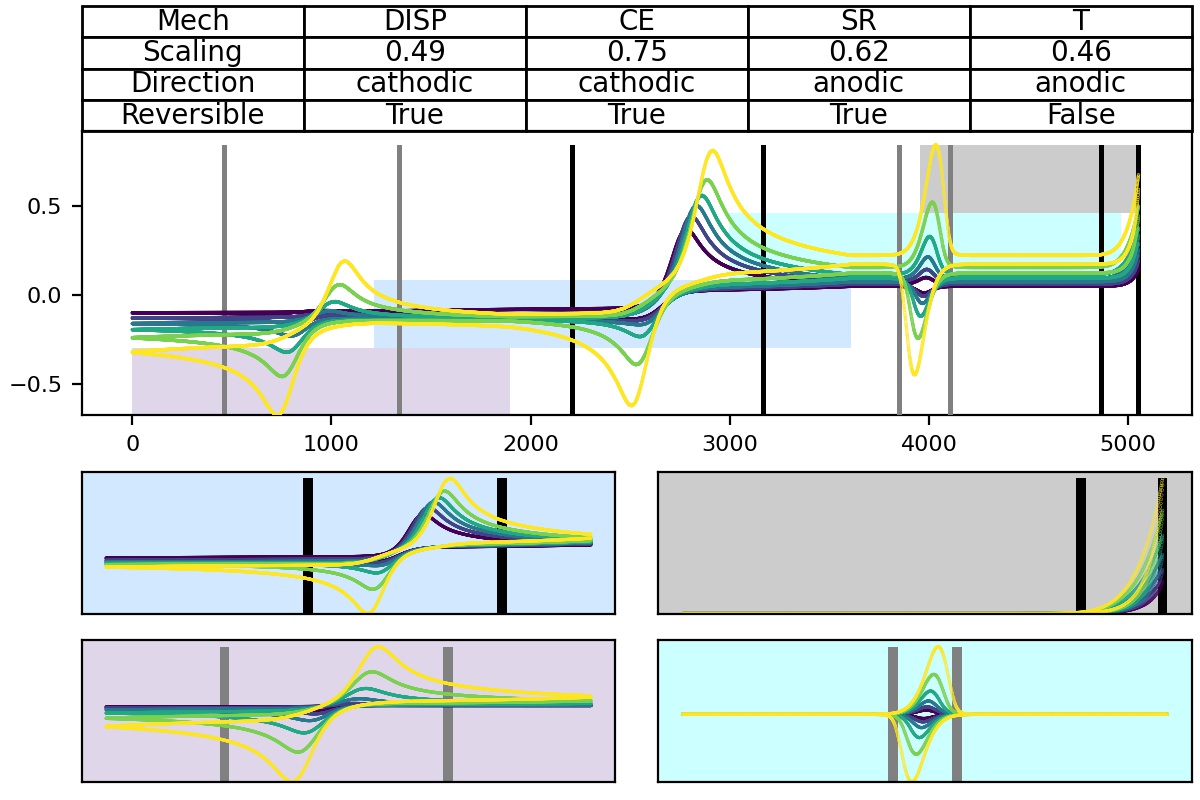 Mech DISP CE SR T
Scaling 0.49 0.75 0.62 0.46
Direction cathodic cathodic anodic anodic
Reversible True True True False
0.5
0.0
−0.5
0 1000 2000 3000 4000 5000